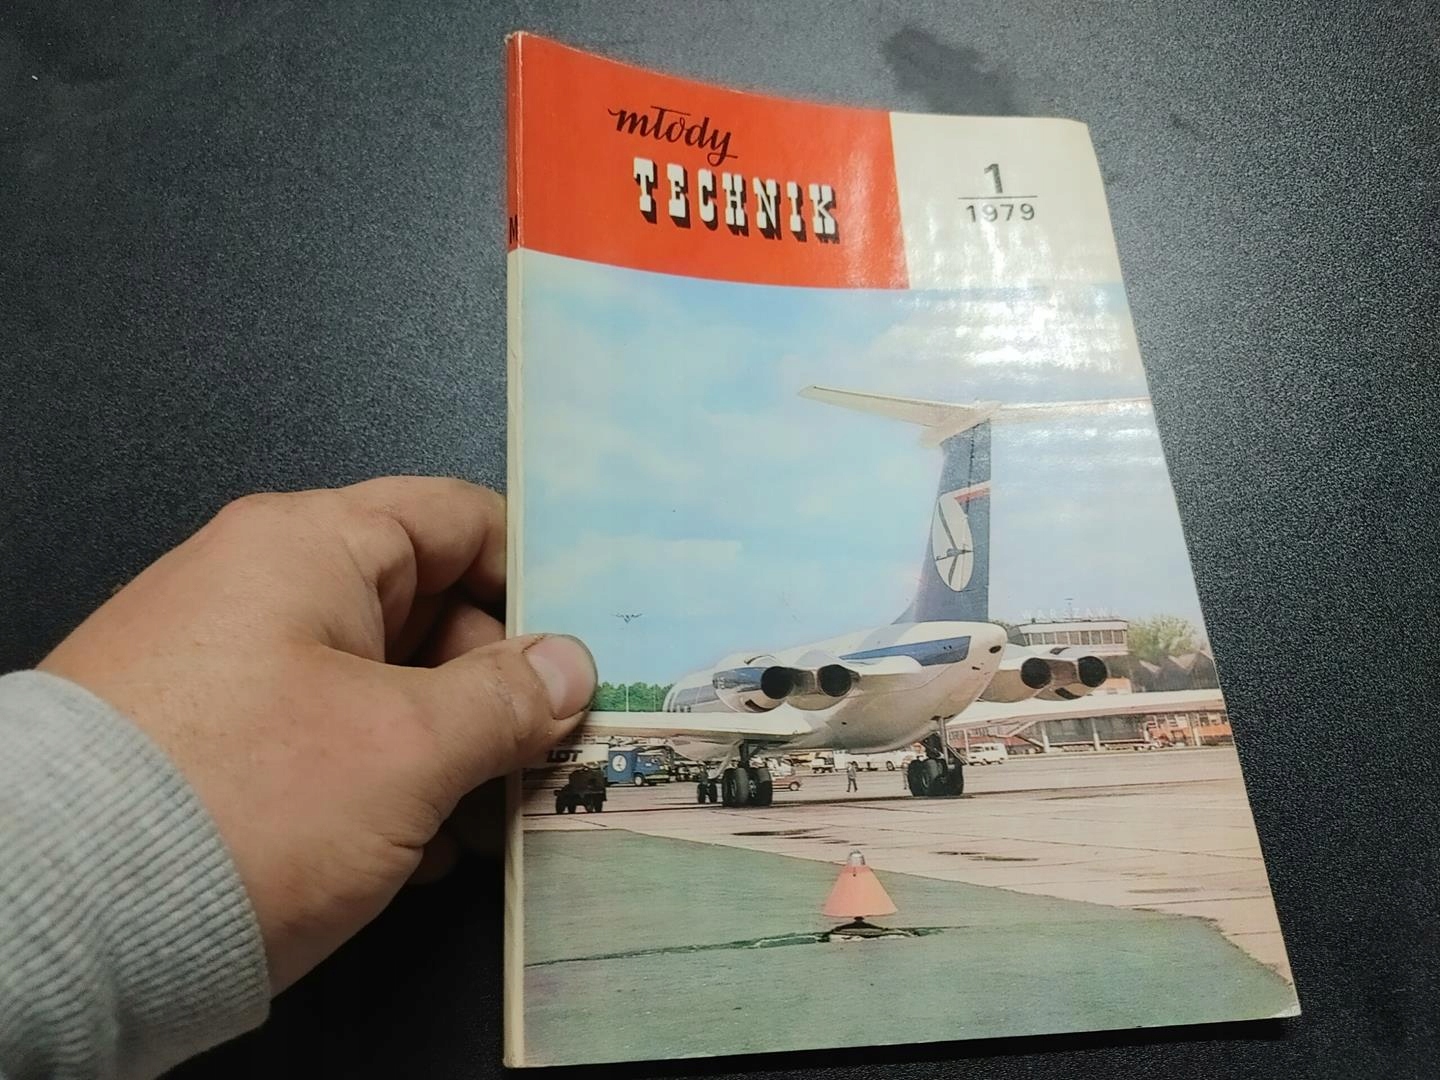 młody
TECHNIK
1
1979
M
WARSZAWA
LOT